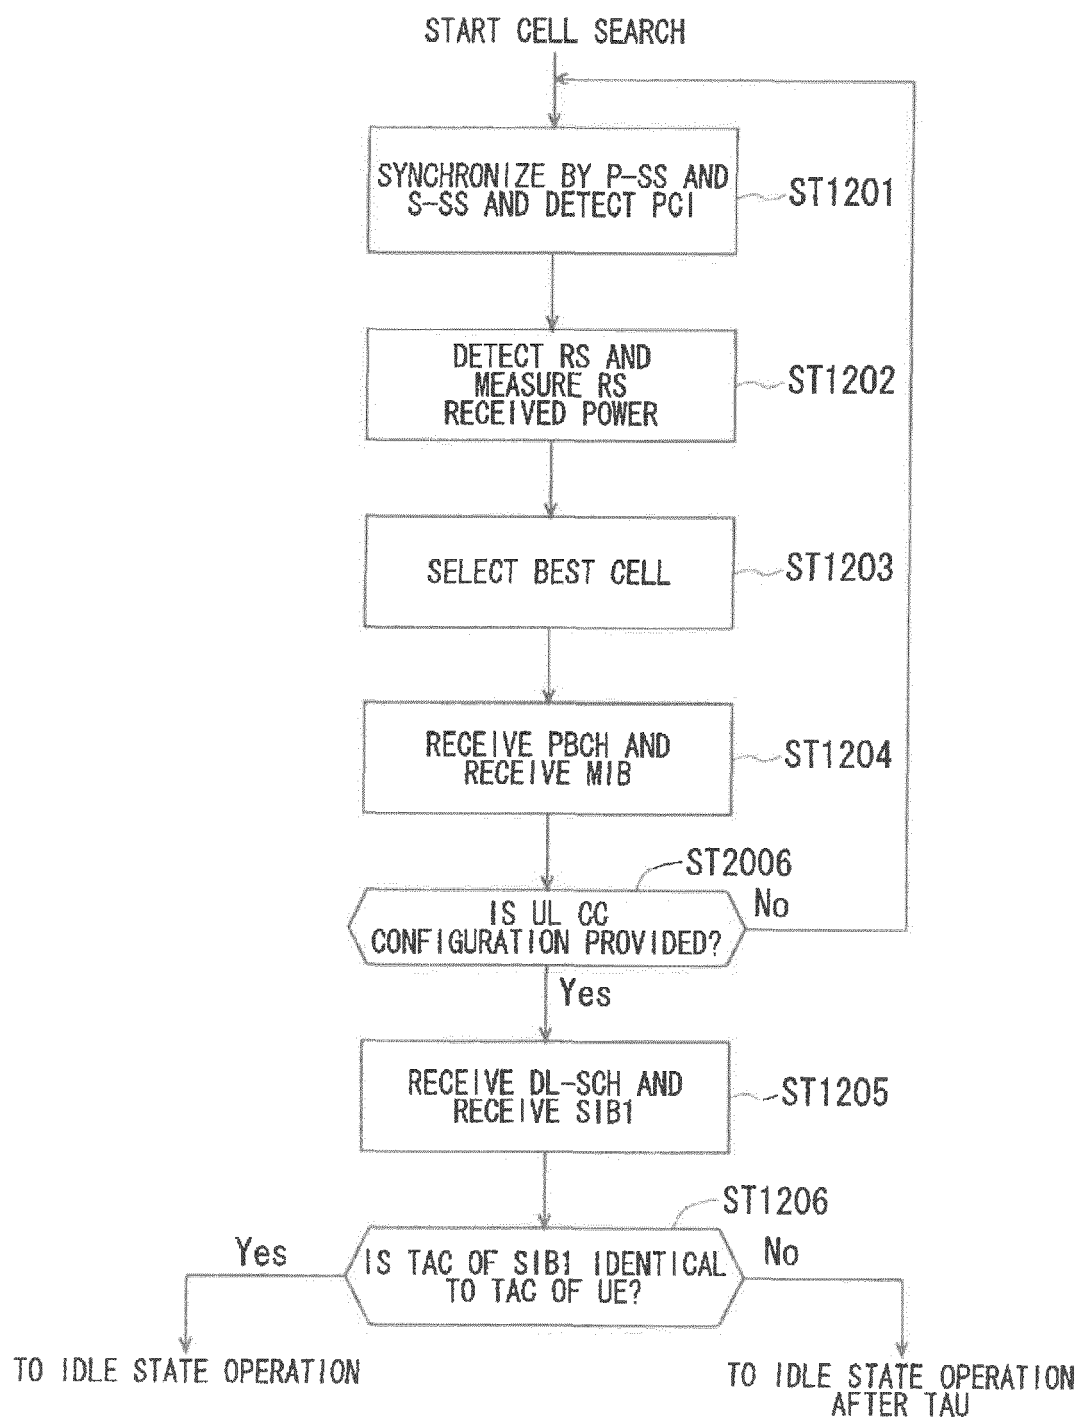 START CELL SEARCH
SYNCHRONIZE BY P-SS AND
S-SS AND DETECT PCI
ST1201
DETECT RS AND
MEASURE RS
RECEIVED POWER
ST1202
SELECT BEST CELL
ST1203
RECEIVE PBCH AND
RECEIVE MIB
ST1204
ST2006
IS UL CC
CONFIGURATION PROVIDED?
No
Yes
RECEIVE DL-SCH AND
RECEIVE SIB1
ST1205
ST1206
IS TAC OF SIB1 IDENTICAL
TO TAC OF UE?
Yes
No
TO IDLE STATE OPERATION
TO IDLE STATE OPERATION
AFTER TAU